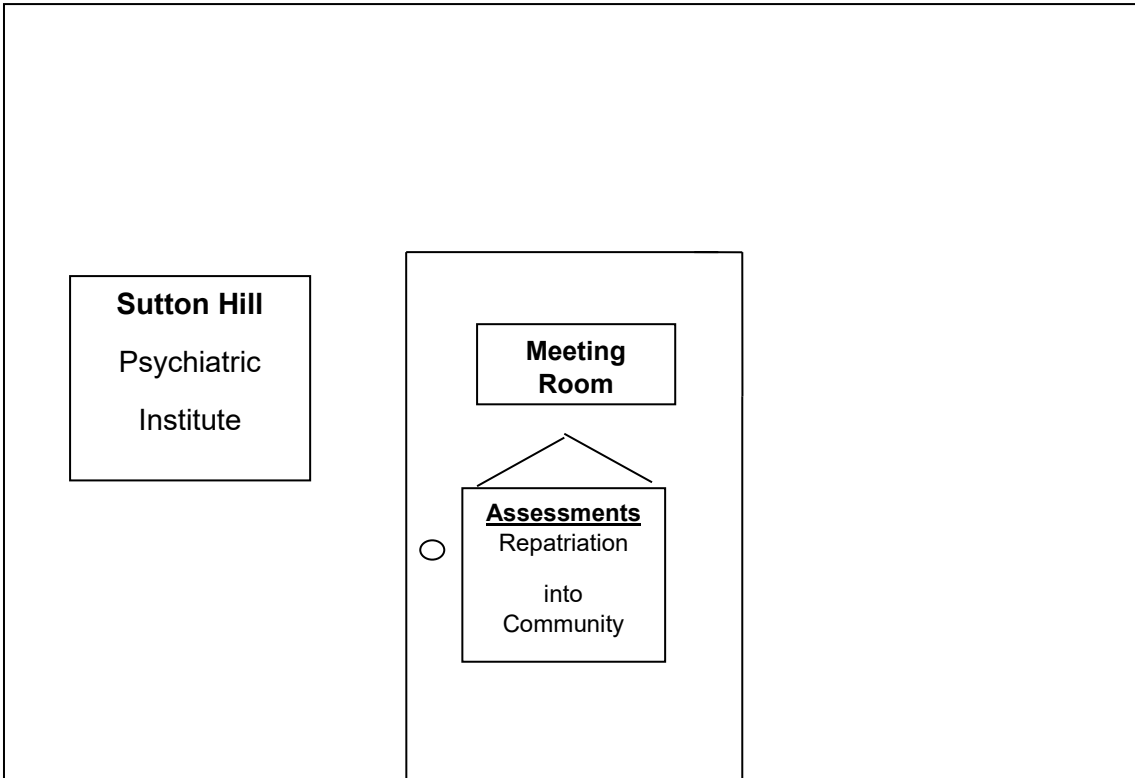 Sutton Hill
Psychiatric
Institute
Meeting
Room
Assessments
Repatriation
into
Community